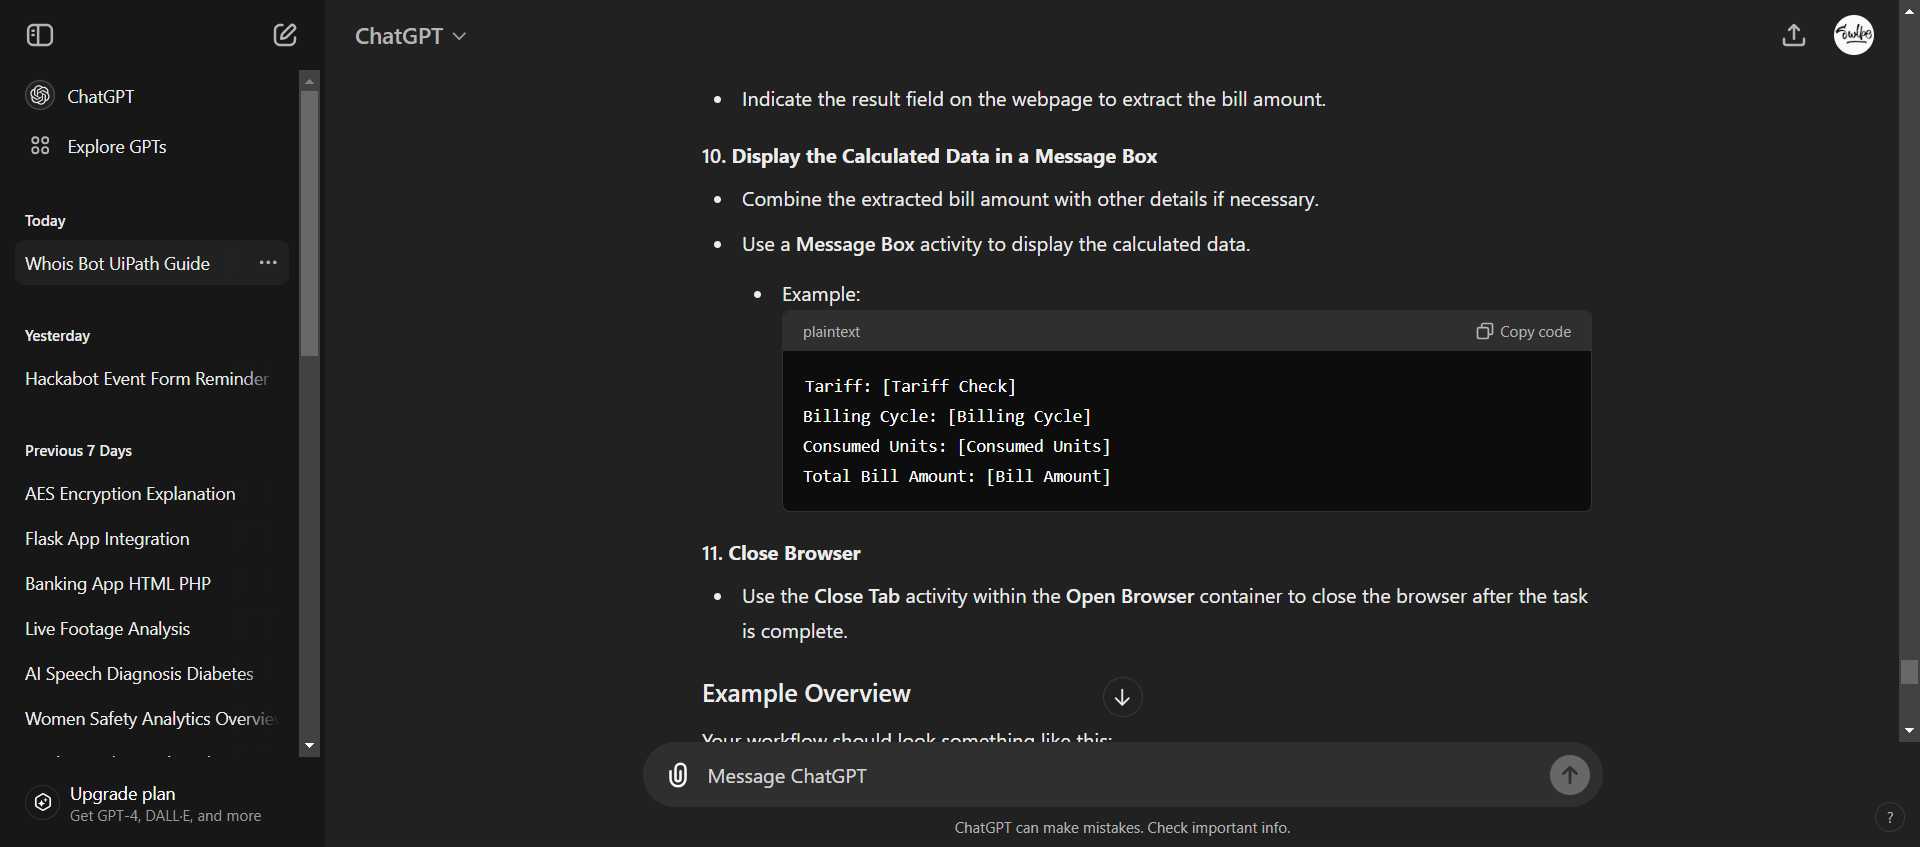 ChatGPT
Explore GPTs
Today
Whois Bot UiPath Guide
Yesterday
Hackabot Event Form Reminder
Previous 7 Days
AES Encryption Explanation
Flask App Integration
Banking App HTML PHP
Live Footage Analysis
AI Speech Diagnosis Diabetes
Women Safety Analytics Overvie
Upgrade plan
Get GPT-4, DALL·E, and more
ChatGPT
• Indicate the result field on the webpage to extract the bill amount.
10. Display the Calculated Data in a Message Box
• Combine the extracted bill amount with other details if necessary.
• Use a Message Box activity to display the calculated data.
• Example:
plaintext
Copy code
Tariff: [Tariff Check]
Billing Cycle: [Billing Cycle]
Consumed Units: [Consumed Units]
Total Bill Amount: [Bill Amount]
11. Close Browser
• Use the Close Tab activity within the Open Browser container to close the browser after the task
is complete.
Example Overview
Your workflow should look something like this:
Message ChatGPT
ChatGPT can make mistakes. Check important info.
?